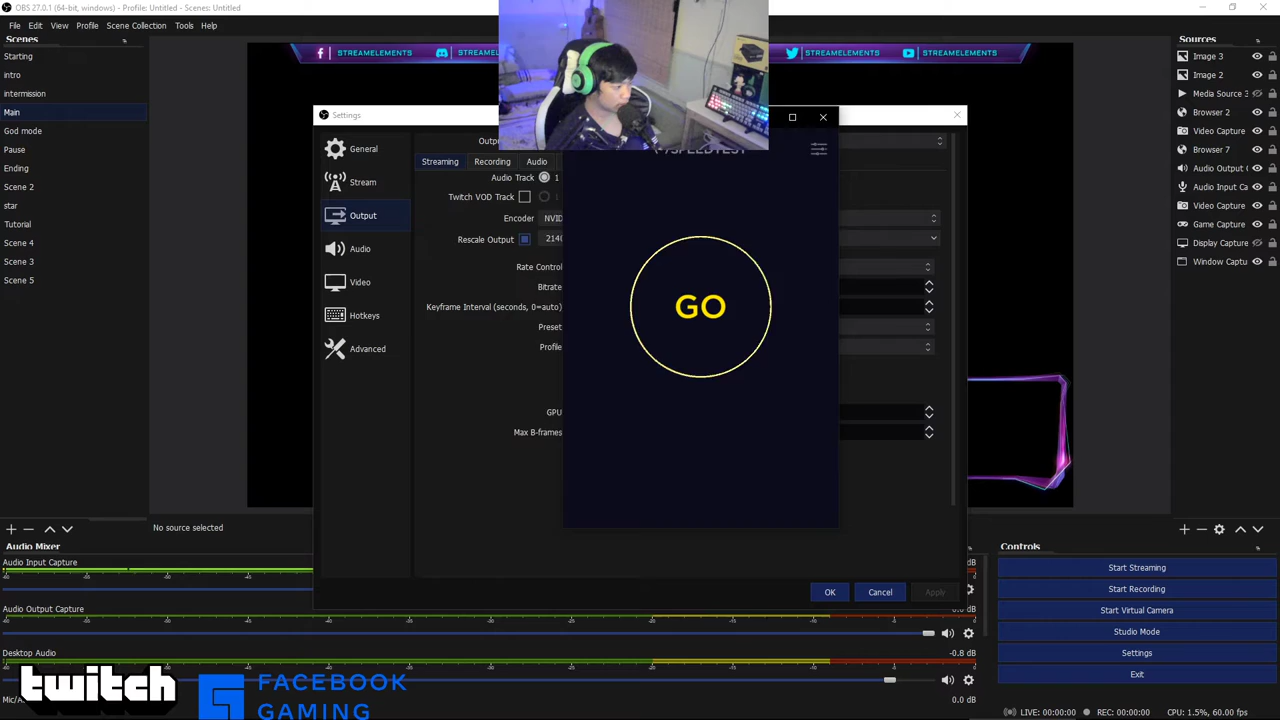 OBS 27.0.1 (64-bit, windows) - Profile: Untitled - Scenes: Untitled
File Edit View Profile Scene Collection Tools Help
Scenes
Starting
intro
intermission
Main
God mode
Pause
Ending
Scene 2
star
Tutorial
Scene 4
Scene 3
Scene 5
STREAMELEMENTS
STREAMELEMENTS
STREAMELEMENTS
Settings
General
Stream
Output
Audio
Video
Hotkeys
Advanced
Streaming Recording Audio
Audio Track 1
Twitch VOD Track
Encoder
Rescale Output
Rate Control
Bitrate
Keyframe Interval (seconds, 0=auto)
Preset
Profile
GPU
Max B-frames
SPEEDTEST
GO
OK Cancel Apply
Sources
Image 3
Image 2
Media Source 3
Browser 2
Video Capture
Browser 7
Audio Output
Audio Input Ca
Video Capture
Game Capture
Display Capture
Window Captu
No source selected
Audio Mixer
Audio Input Capture
Audio Output Capture
0.0 dB
Desktop Audio
-0.8 dB
0.0 dB
Controls
Start Streaming
Start Recording
Start Virtual Camera
Studio Mode
Settings
Exit
LIVE: 00:00:00 REC: 00:00:00 CPU: 1.5%, 60.00 fps
twitch
FACEBOOK
GAMING